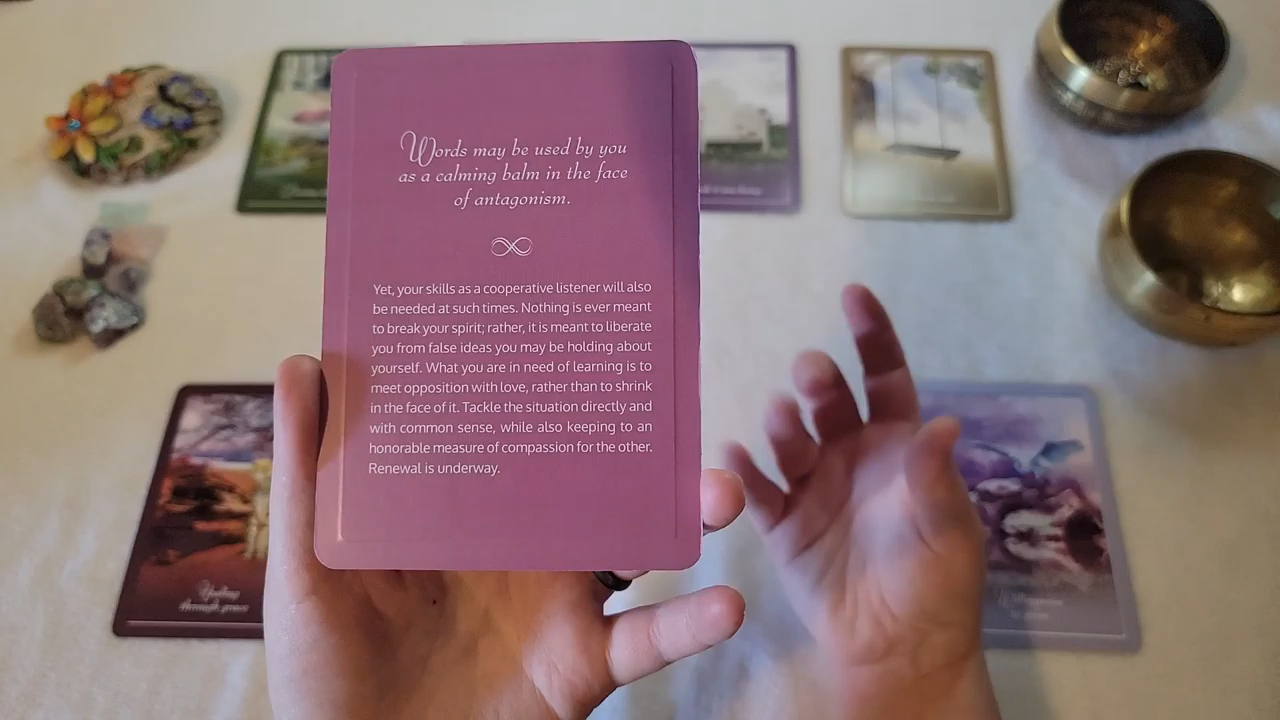 Words may be used by you
as a calming balm in the face
of antagonism.
Yet, your skills as a cooperative listener will also
be needed at such times. Nothing is ever meant
to break your spirit; rather, it is meant to liberate
you from false ideas you may be holding about
yourself. What you are in need of learning is to
meet opposition with love, rather than to shrink
in the face of it. Tackle the situation directly and
with common sense, while also keeping to an
honorable measure of compassion for the other.
Renewal is underway.
through grace